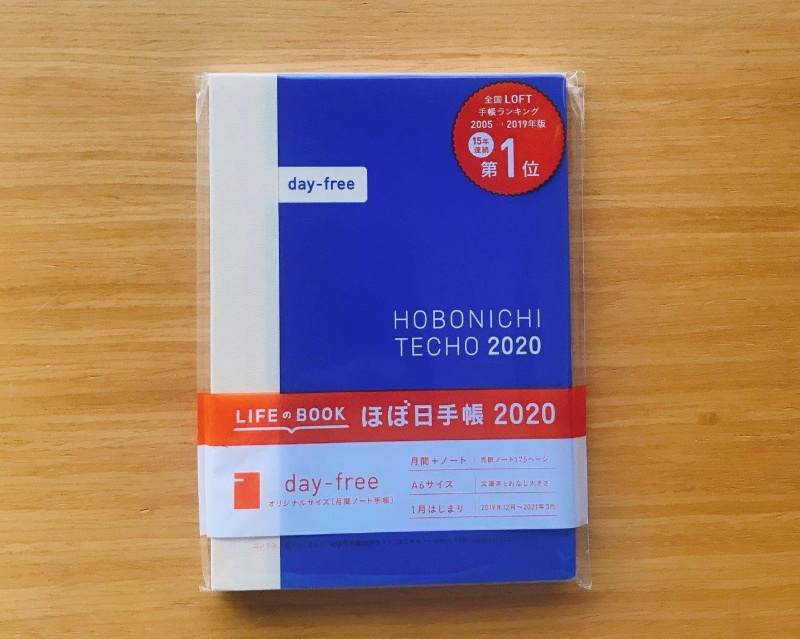 全国 LOFT
手帳ランキング
2005→2019年版
15年
連続
第1位
day-free
HOBONICHI
TECHO 2020
LIFEのBOOK ほぼ日手帳 2020
day-free
オリジナルサイズ[月間ノート手帳]
月間+ノート 方眼ノート175ページ
A6サイズ 文庫本とおなじ大きさ
1月はじまり 2019年12月〜2021年3月